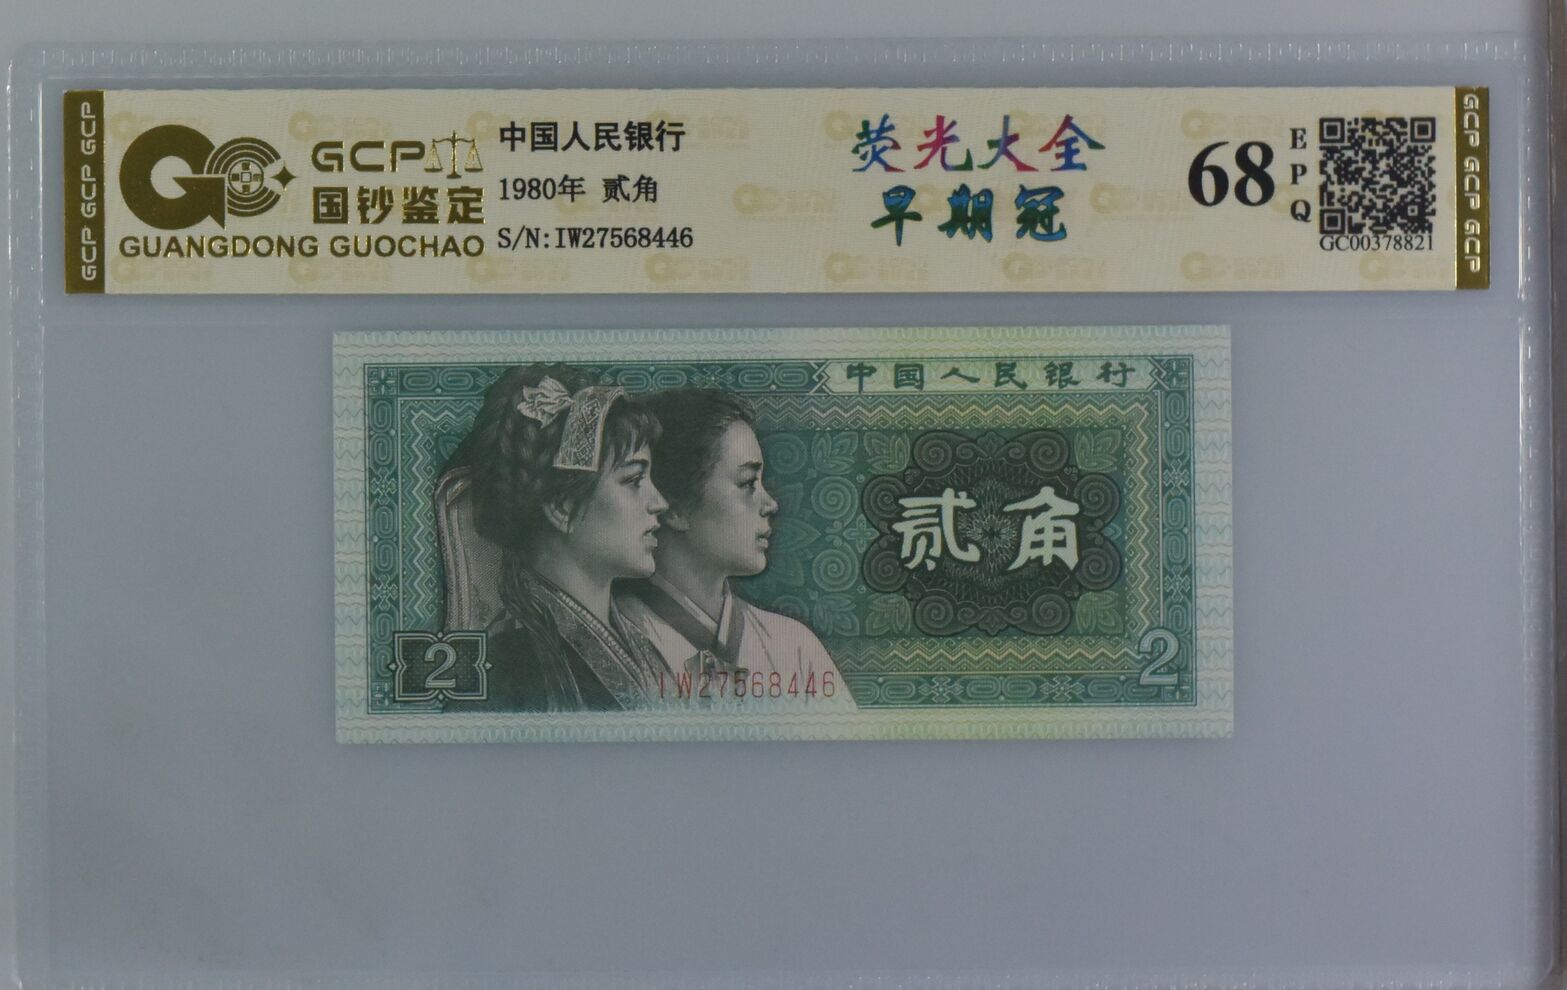 GCP GCP GCP
GCP
国钞鉴定
GUANGDONG GUOCHAO
中国人民银行
1980年 贰角
S/N:IW27568446
荧光大全
早期冠
68
EPQ
GC00378821
GCP GCP GCP
中国人民银行
贰角
2
2
IW27568446